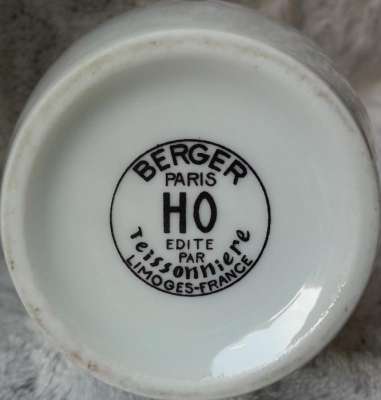 BERGER
PARIS
HO
EDITE
PAR
Teissonniere
LIMOGES-FRANCE